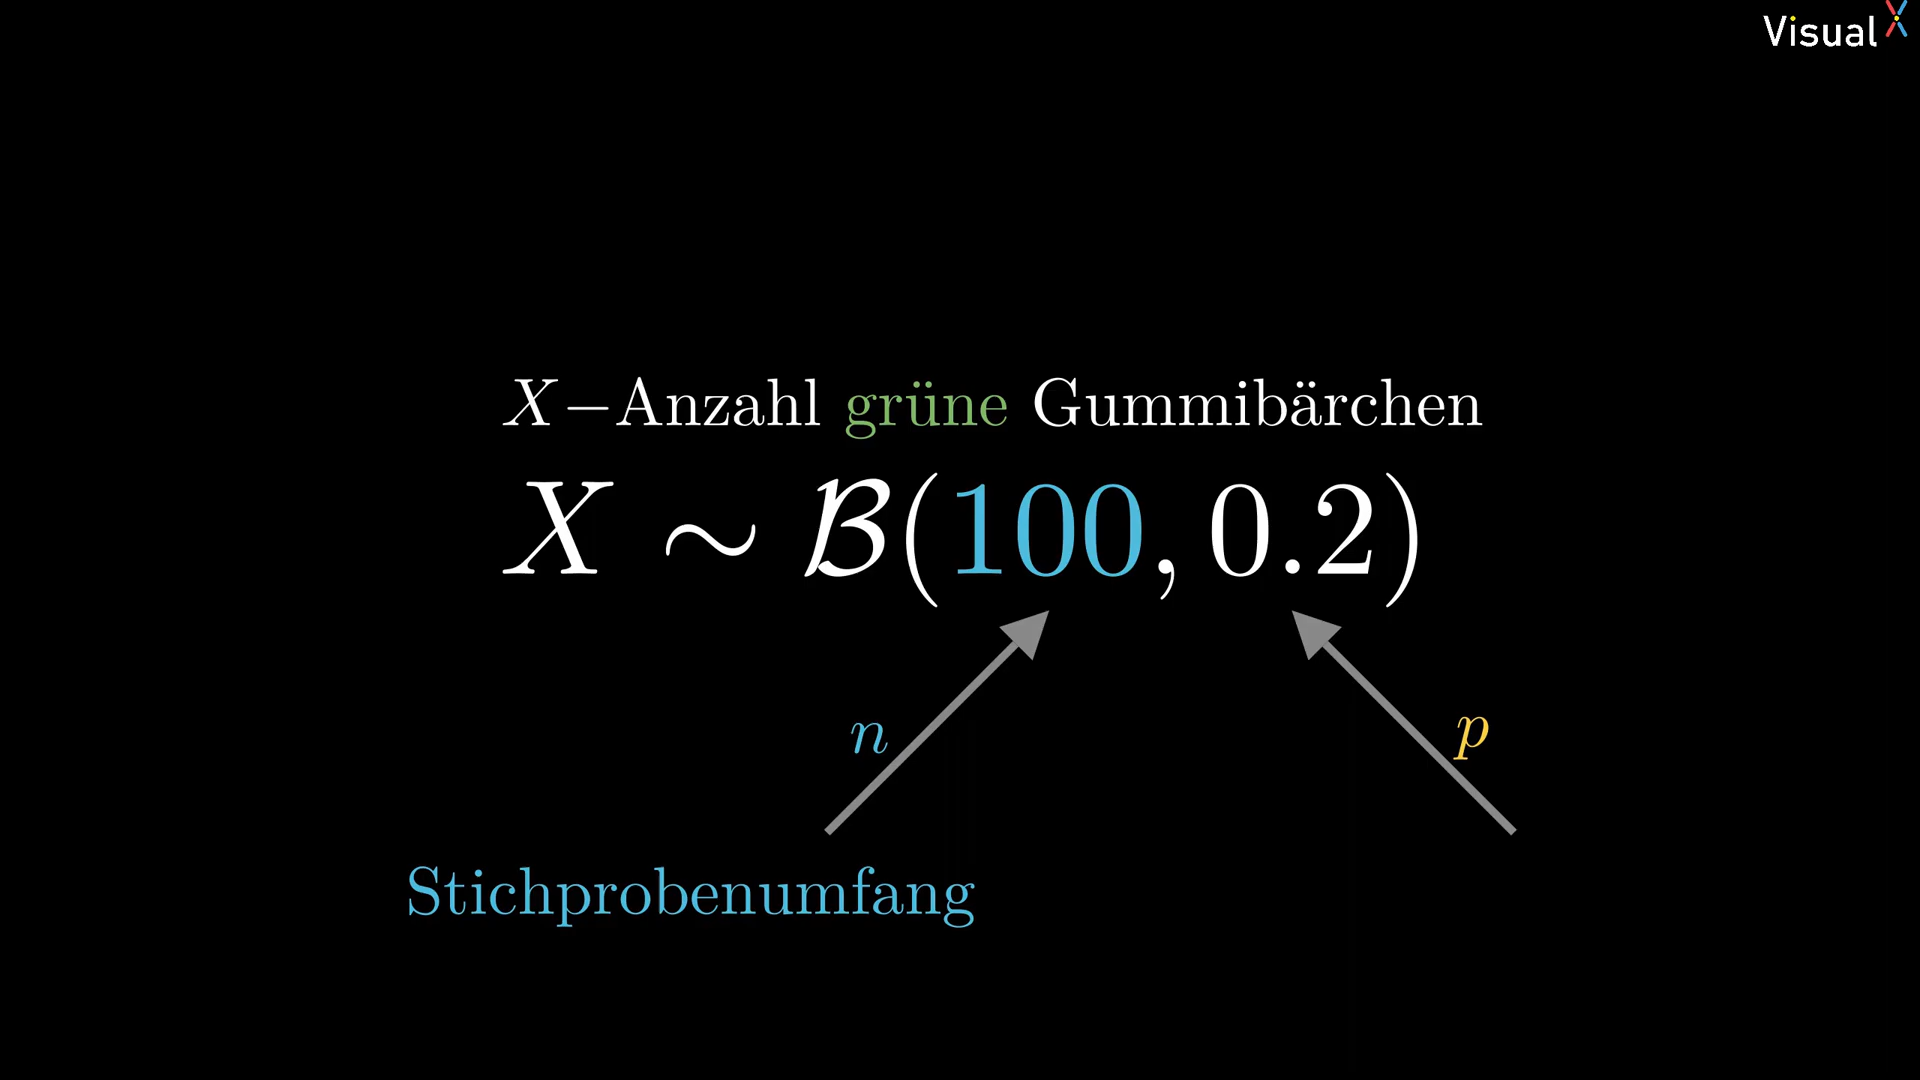 Visual X
X – Anzahl grüne Gummibärchen
X ∼ ℬ(100, 0.2)
n
p
Stichprobenumfang